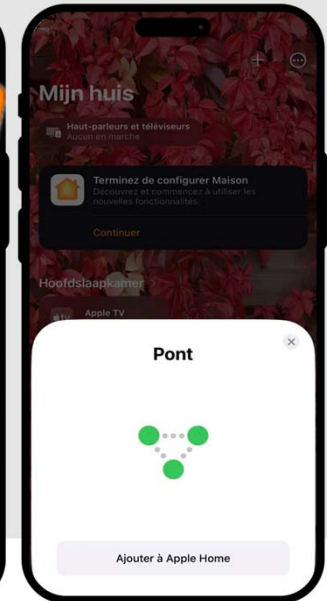 Mijn huis
Haut-parleurs et téléviseurs
Aucun en marche
Terminez de configurer Maison
Découvrez et commencez à utiliser les
nouvelles fonctionnalités.
Continuer
Hoofdslaapkamer
tv
Apple TV
Pont
Ajouter à Apple Home